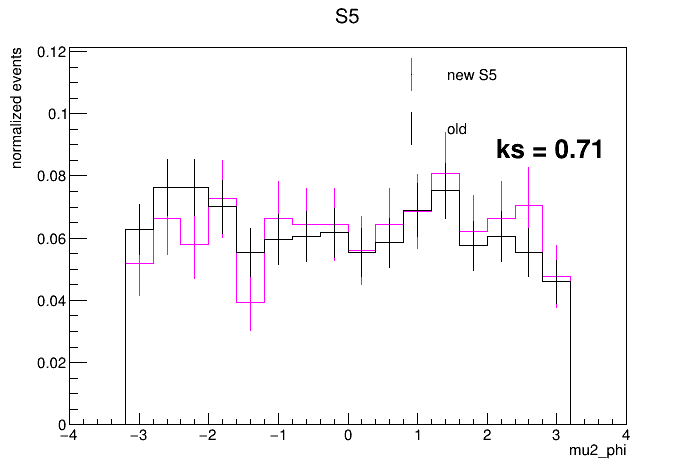 S5
normalized events
0.12
0.1
0.08
0.06
0.04
0.02
0
new S5
old
ks = 0.71
−4 −3 −2 −1 0 1 2 3 4
mu2_phi